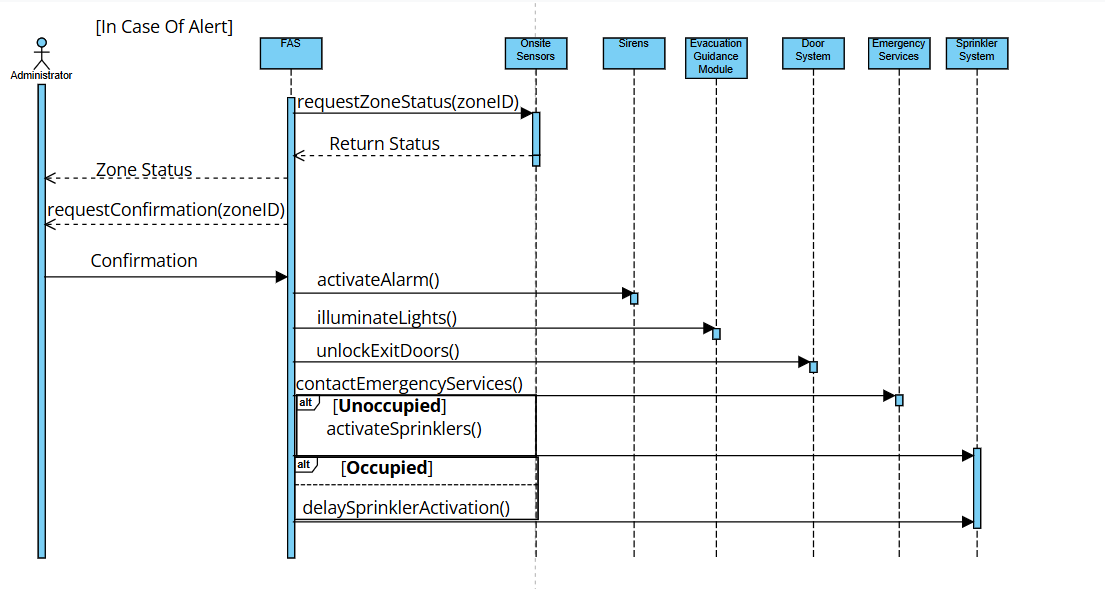 [In Case Of Alert]
Administrator
FAS
Onsite
Sensors
Sirens
Evacuation
Guidance
Module
Door
System
Emergency
Services
Sprinkler
System
requestZoneStatus(zoneID)
Return Status
Zone Status
requestConfirmation(zoneID)
Confirmation
activateAlarm()
illuminateLights()
unlockExitDoors()
contactEmergencyServices()
alt
[Unoccupied]
activateSprinklers()
alt
[Occupied]
delaySprinklerActivation()